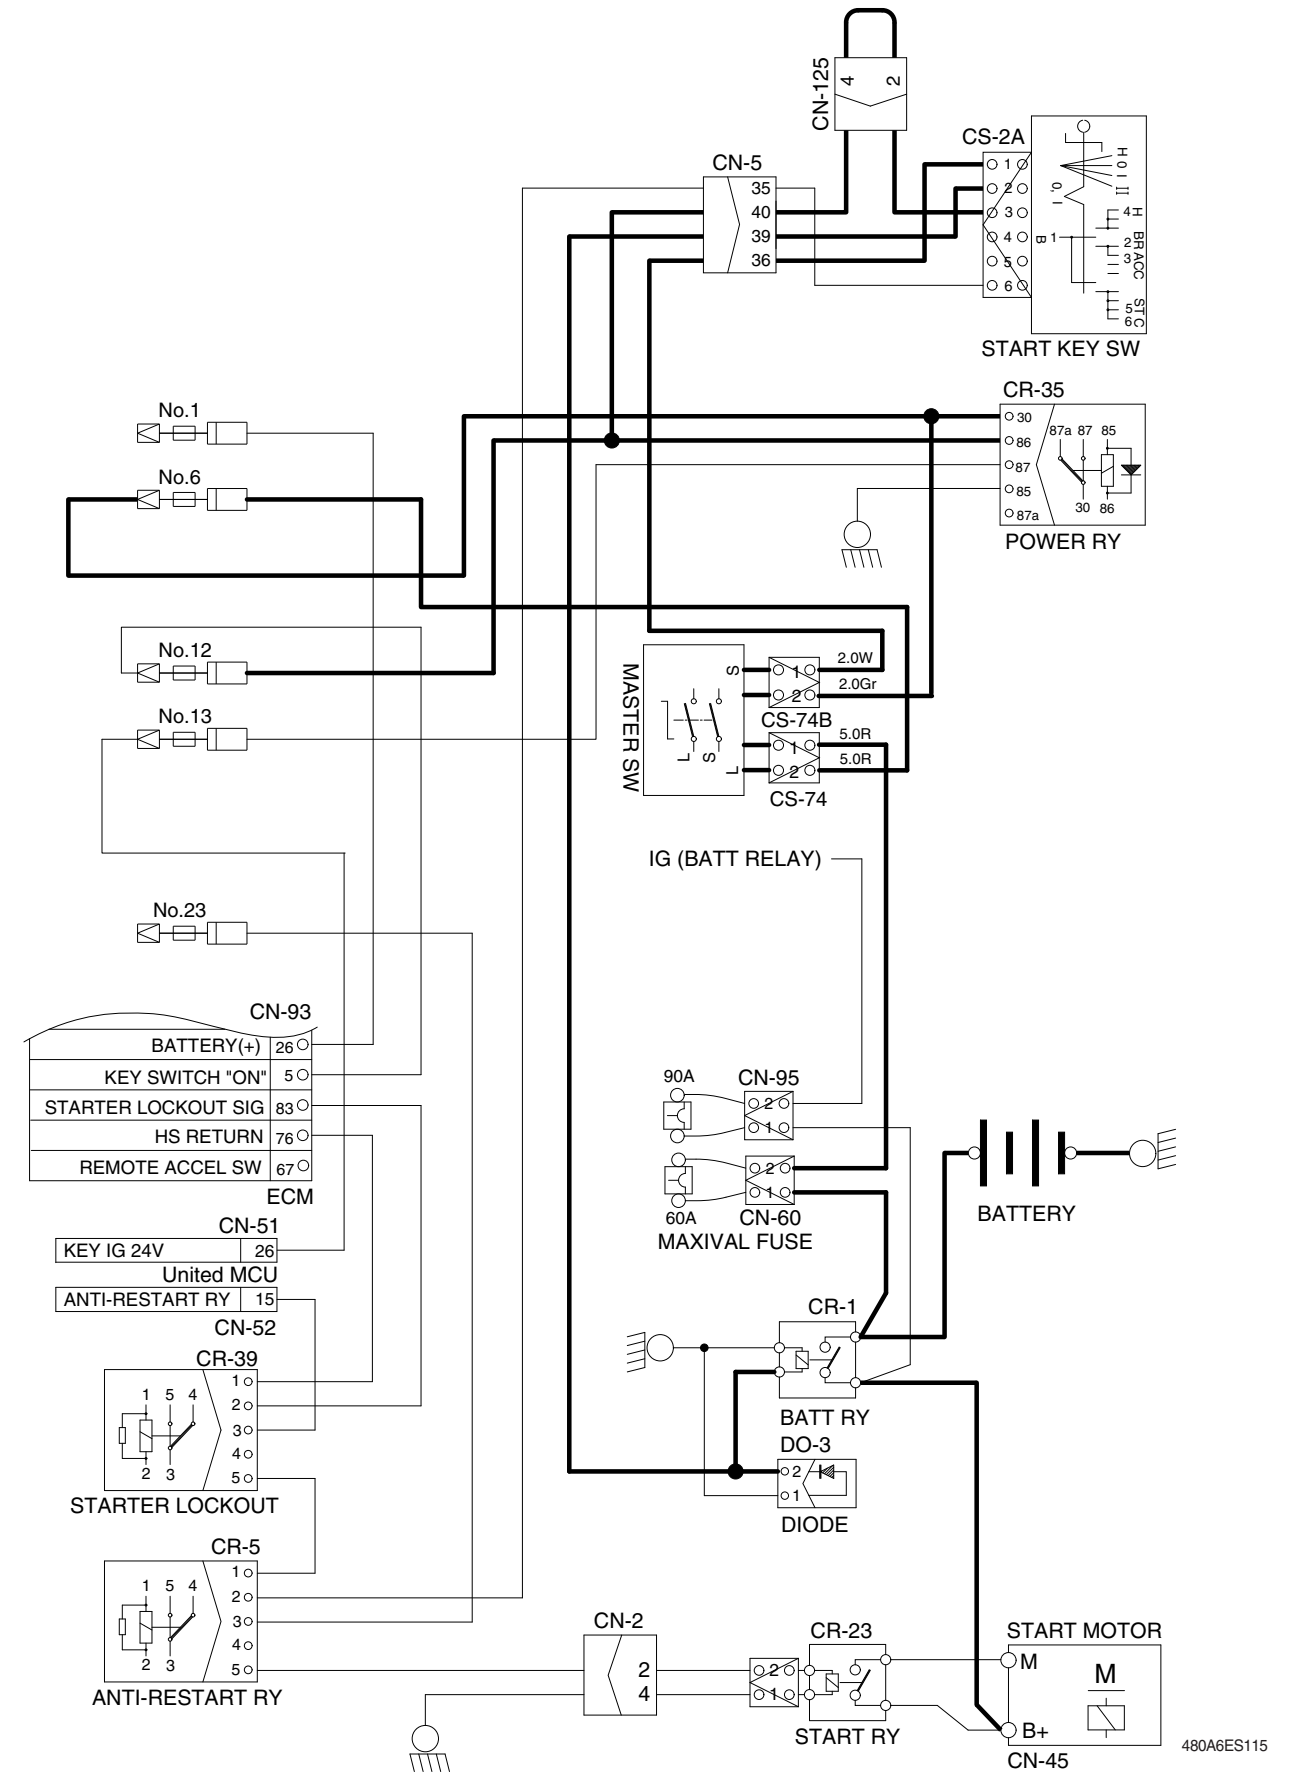 CN-125
4 2
CS-2A
CN-5
35
40
39
36
1
2
3
4
5
6
H O I II
0, I
B 1
4 H
2 BR
3 ACC
5 ST
6 C
START KEY SW
CR-35
30
86
87
85
87a
87a 87 85
30 86
POWER RY
No.1
No.6
No.12
No.13
No.23
MASTER SW
S
L S
L
1
2
2.0W
2.0Gr
CS-74B
1
2
5.0R
5.0R
CS-74
IG (BATT RELAY)
CN-93
BATTERY(+) 26
KEY SWITCH "ON" 5
STARTER LOCKOUT SIG 83
HS RETURN 76
REMOTE ACCEL SW 67
ECM
CN-51
KEY IG 24V 26
United MCU
ANTI-RESTART RY 15
CN-52
90A
CN-95
2
1
2
1
60A
CN-60
MAXIVAL FUSE
BATTERY
CR-1
BATT RY
DO-3
2
1
DIODE
CR-39
1 5 4
2 3
1
2
3
4
5
STARTER LOCKOUT
CR-5
1 5 4
2 3
1
2
3
4
5
ANTI-RESTART RY
CN-2
2
4
2
1
CR-23
START RY
START MOTOR
M
M
B+
CN-45
480A6ES115